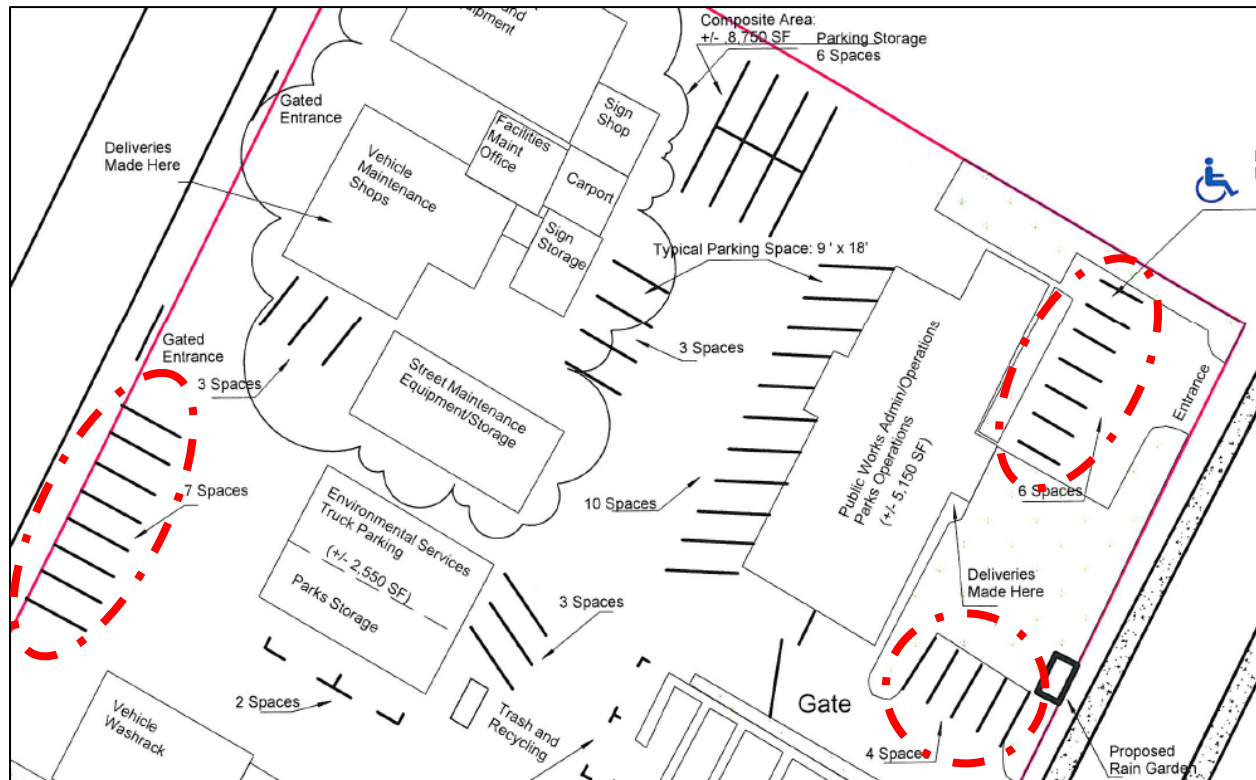 and
Equipment
Composite Area:
+/- .8,750 SF
Parking Storage
6 Spaces
Gated
Entrance
Sign
Shop
Facilities
Maint
Office
Deliveries
Made Here
Vehicle
Maintenance
Shops
Carport
Sign
Storage
Typical Parking Space: 9 ' x 18'
Gated
Entrance
3 Spaces
3 Spaces
Street Maintenance
Equipment/Storage
Public Works Admin/Operations
Parks Operations
(+/- 5,150 SF)
Entrance
7 Spaces
10 Spaces
6 Spaces
Environmental Services
Truck Parking
(+/- 2,550 SF)
Parks Storage
Deliveries
Made Here
3 Spaces
2 Spaces
Vehicle
Washrack
Trash and
Recycling
Gate
4 Spaces
Proposed
Rain Garden